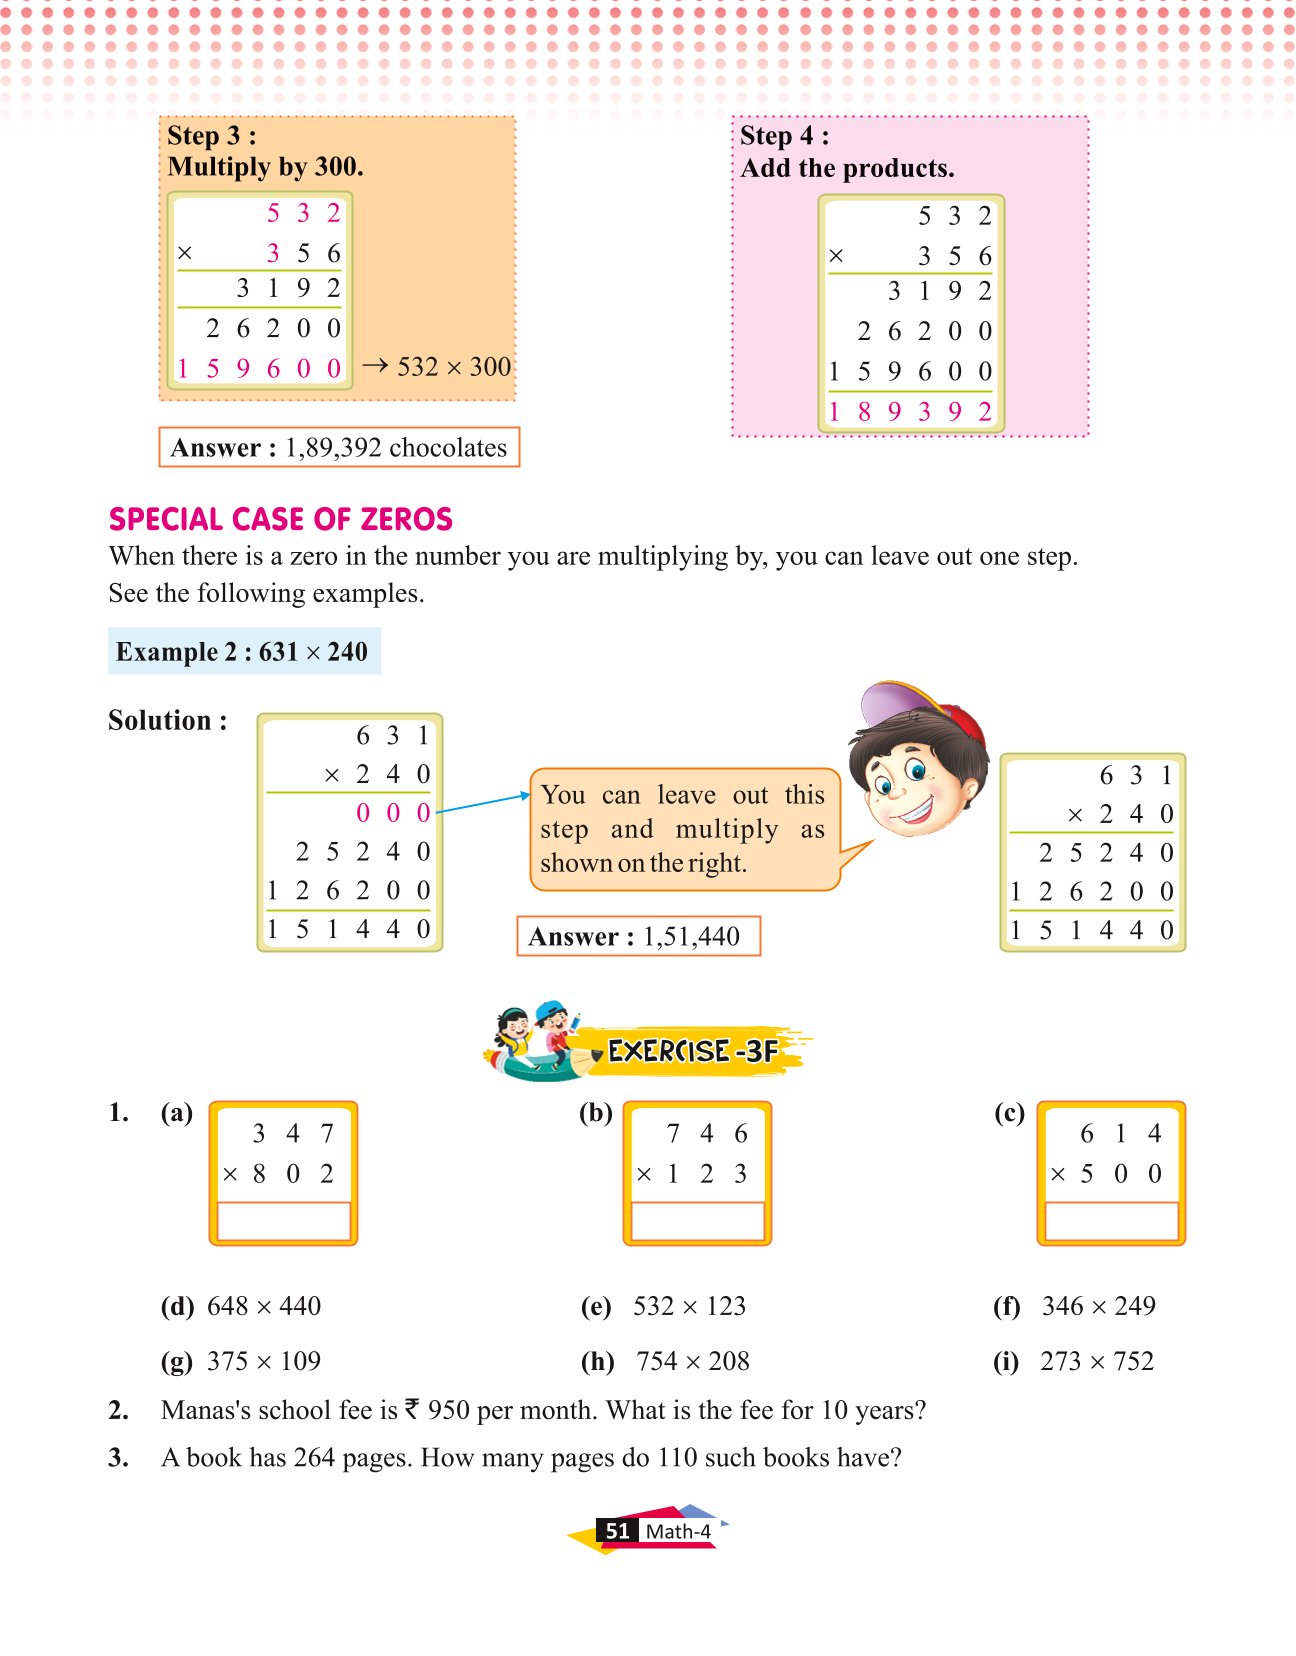 Step 3 :
Multiply by 300.
5 3 2
× 3 5 6
3 1 9 2
2 6 2 0 0
1 5 9 6 0 0 → 532 × 300
Answer : 1,89,392 chocolates
Step 4 :
Add the products.
5 3 2
× 3 5 6
3 1 9 2
2 6 2 0 0
1 5 9 6 0 0
1 8 9 3 9 2
SPECIAL CASE OF ZEROS
When there is a zero in the number you are multiplying by, you can leave out one step.
See the following examples.
Example 2 : 631 × 240
Solution :
6 3 1
× 2 4 0
0 0 0
2 5 2 4 0
1 2 6 2 0 0
1 5 1 4 4 0
You can leave out this
step and multiply as
shown on the right.
Answer : 1,51,440
6 3 1
× 2 4 0
2 5 2 4 0
1 2 6 2 0 0
1 5 1 4 4 0
EXERCISE -3F
1. (a)
3 4 7
× 8 0 2
(b)
7 4 6
× 1 2 3
(c)
6 1 4
× 5 0 0
(d) 648 × 440 (e) 532 × 123 (f) 346 × 249
(g) 375 × 109 (h) 754 × 208 (i) 273 × 752
2. Manas's school fee is ₹ 950 per month. What is the fee for 10 years?
3. A book has 264 pages. How many pages do 110 such books have?
51 Math-4